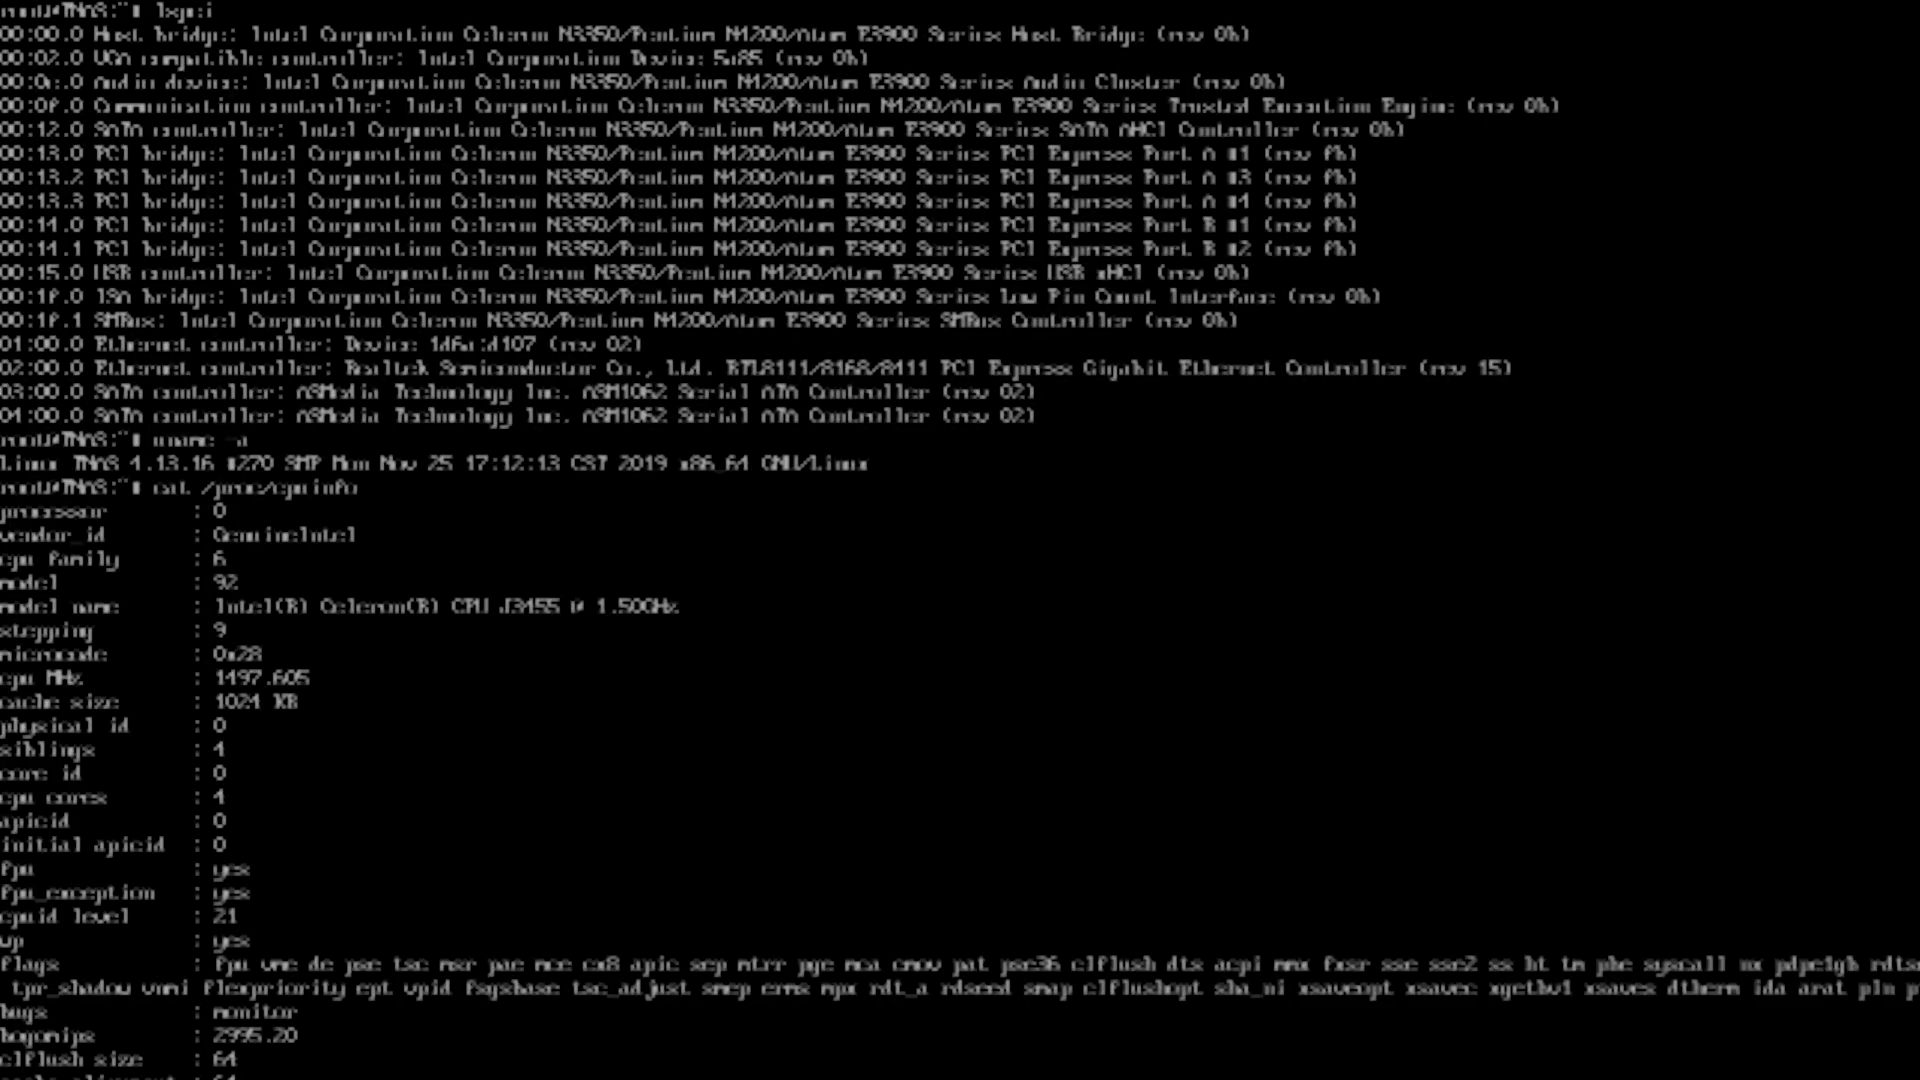 root@TNAS:~# lspci
00:00.0 Host bridge: Intel Corporation Celeron N3350/Pentium N4200/Atom E3900 Series Host Bridge (rev 0b)
00:02.0 VGA compatible controller: Intel Corporation Device 5a85 (rev 0b)
00:0e.0 Audio device: Intel Corporation Celeron N3350/Pentium N4200/Atom E3900 Series Audio Cluster (rev 0b)
00:0f.0 Communication controller: Intel Corporation Celeron N3350/Pentium N4200/Atom E3900 Series Trusted Execution Engine (rev 0b)
00:12.0 SATA controller: Intel Corporation Celeron N3350/Pentium N4200/Atom E3900 Series SATA AHCI Controller (rev 0b)
00:13.0 PCI bridge: Intel Corporation Celeron N3350/Pentium N4200/Atom E3900 Series PCI Express Port A #1 (rev fb)
00:13.2 PCI bridge: Intel Corporation Celeron N3350/Pentium N4200/Atom E3900 Series PCI Express Port A #3 (rev fb)
00:13.3 PCI bridge: Intel Corporation Celeron N3350/Pentium N4200/Atom E3900 Series PCI Express Port A #4 (rev fb)
00:14.0 PCI bridge: Intel Corporation Celeron N3350/Pentium N4200/Atom E3900 Series PCI Express Port B #1 (rev fb)
00:14.1 PCI bridge: Intel Corporation Celeron N3350/Pentium N4200/Atom E3900 Series PCI Express Port B #2 (rev fb)
00:15.0 USB controller: Intel Corporation Celeron N3350/Pentium N4200/Atom E3900 Series USB xHCI (rev 0b)
00:1f.0 ISA bridge: Intel Corporation Celeron N3350/Pentium N4200/Atom E3900 Series Low Pin Count Interface (rev 0b)
00:1f.1 SMBus: Intel Corporation Celeron N3350/Pentium N4200/Atom E3900 Series SMBus Controller (rev 0b)
01:00.0 Ethernet controller: Device 1d6a:d107 (rev 02)
02:00.0 Ethernet controller: Realtek Semiconductor Co., Ltd. RTL8111/8168/8411 PCI Express Gigabit Ethernet Controller (rev 15)
03:00.0 SATA controller: ASMedia Technology Inc. ASM1062 Serial ATA Controller (rev 02)
04:00.0 SATA controller: ASMedia Technology Inc. ASM1062 Serial ATA Controller (rev 02)
root@TNAS:~# uname -a
Linux TNAS 4.13.16 #270 SMP Mon Nov 25 17:12:13 CST 2019 x86_64 GNU/Linux
root@TNAS:~# cat /proc/cpuinfo
processor : 0
vendor_id : GenuineIntel
cpu family : 6
model : 92
model name : Intel(R) Celeron(R) CPU J3455 @ 1.50GHz
stepping : 9
microcode : 0x28
cpu MHz : 1497.605
cache size : 1024 KB
physical id : 0
siblings : 4
core id : 0
cpu cores : 4
apicid : 0
initial apicid : 0
fpu : yes
fpu_exception : yes
cpuid level : 21
wp : yes
flags : fpu vme de pse tsc msr pae mce cx8 apic sep mtrr pge mca cmov pat pse36 clflush dts acpi mmx fxsr sse sse2 ss ht tm pbe syscall nx pdpe1gb rdts
tpr_shadow vnmi flexpriority ept vpid fsgsbase tsc_adjust smep erms mpx rdt_a rdseed smap clflushopt sha_ni xsaveopt xsavec xgetbv1 xsaves dtherm ida arat pln p
bugs : monitor
bogomips : 2995.20
clflush size : 64